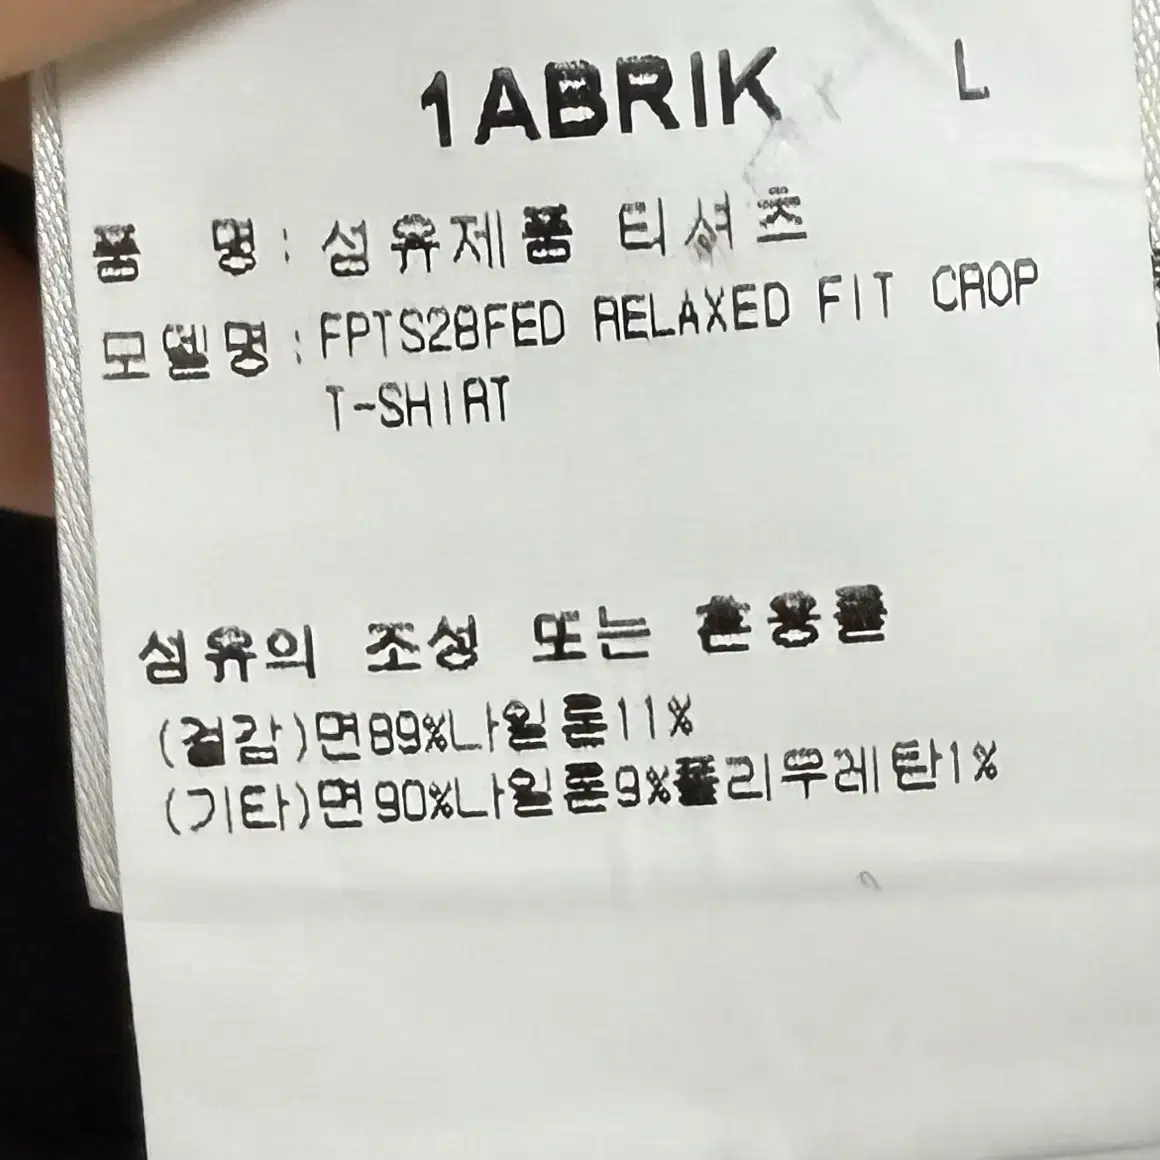 1ABRIK L
품 명 : 섬유제품 티셔츠
모델명 : FPTS28FED RELAXED FIT CROP
T-SHIRT
섬유의 조성 또는 혼용률
(겉감)면89%나일론11%
(기타)면90%나일론9%폴리우레탄1%